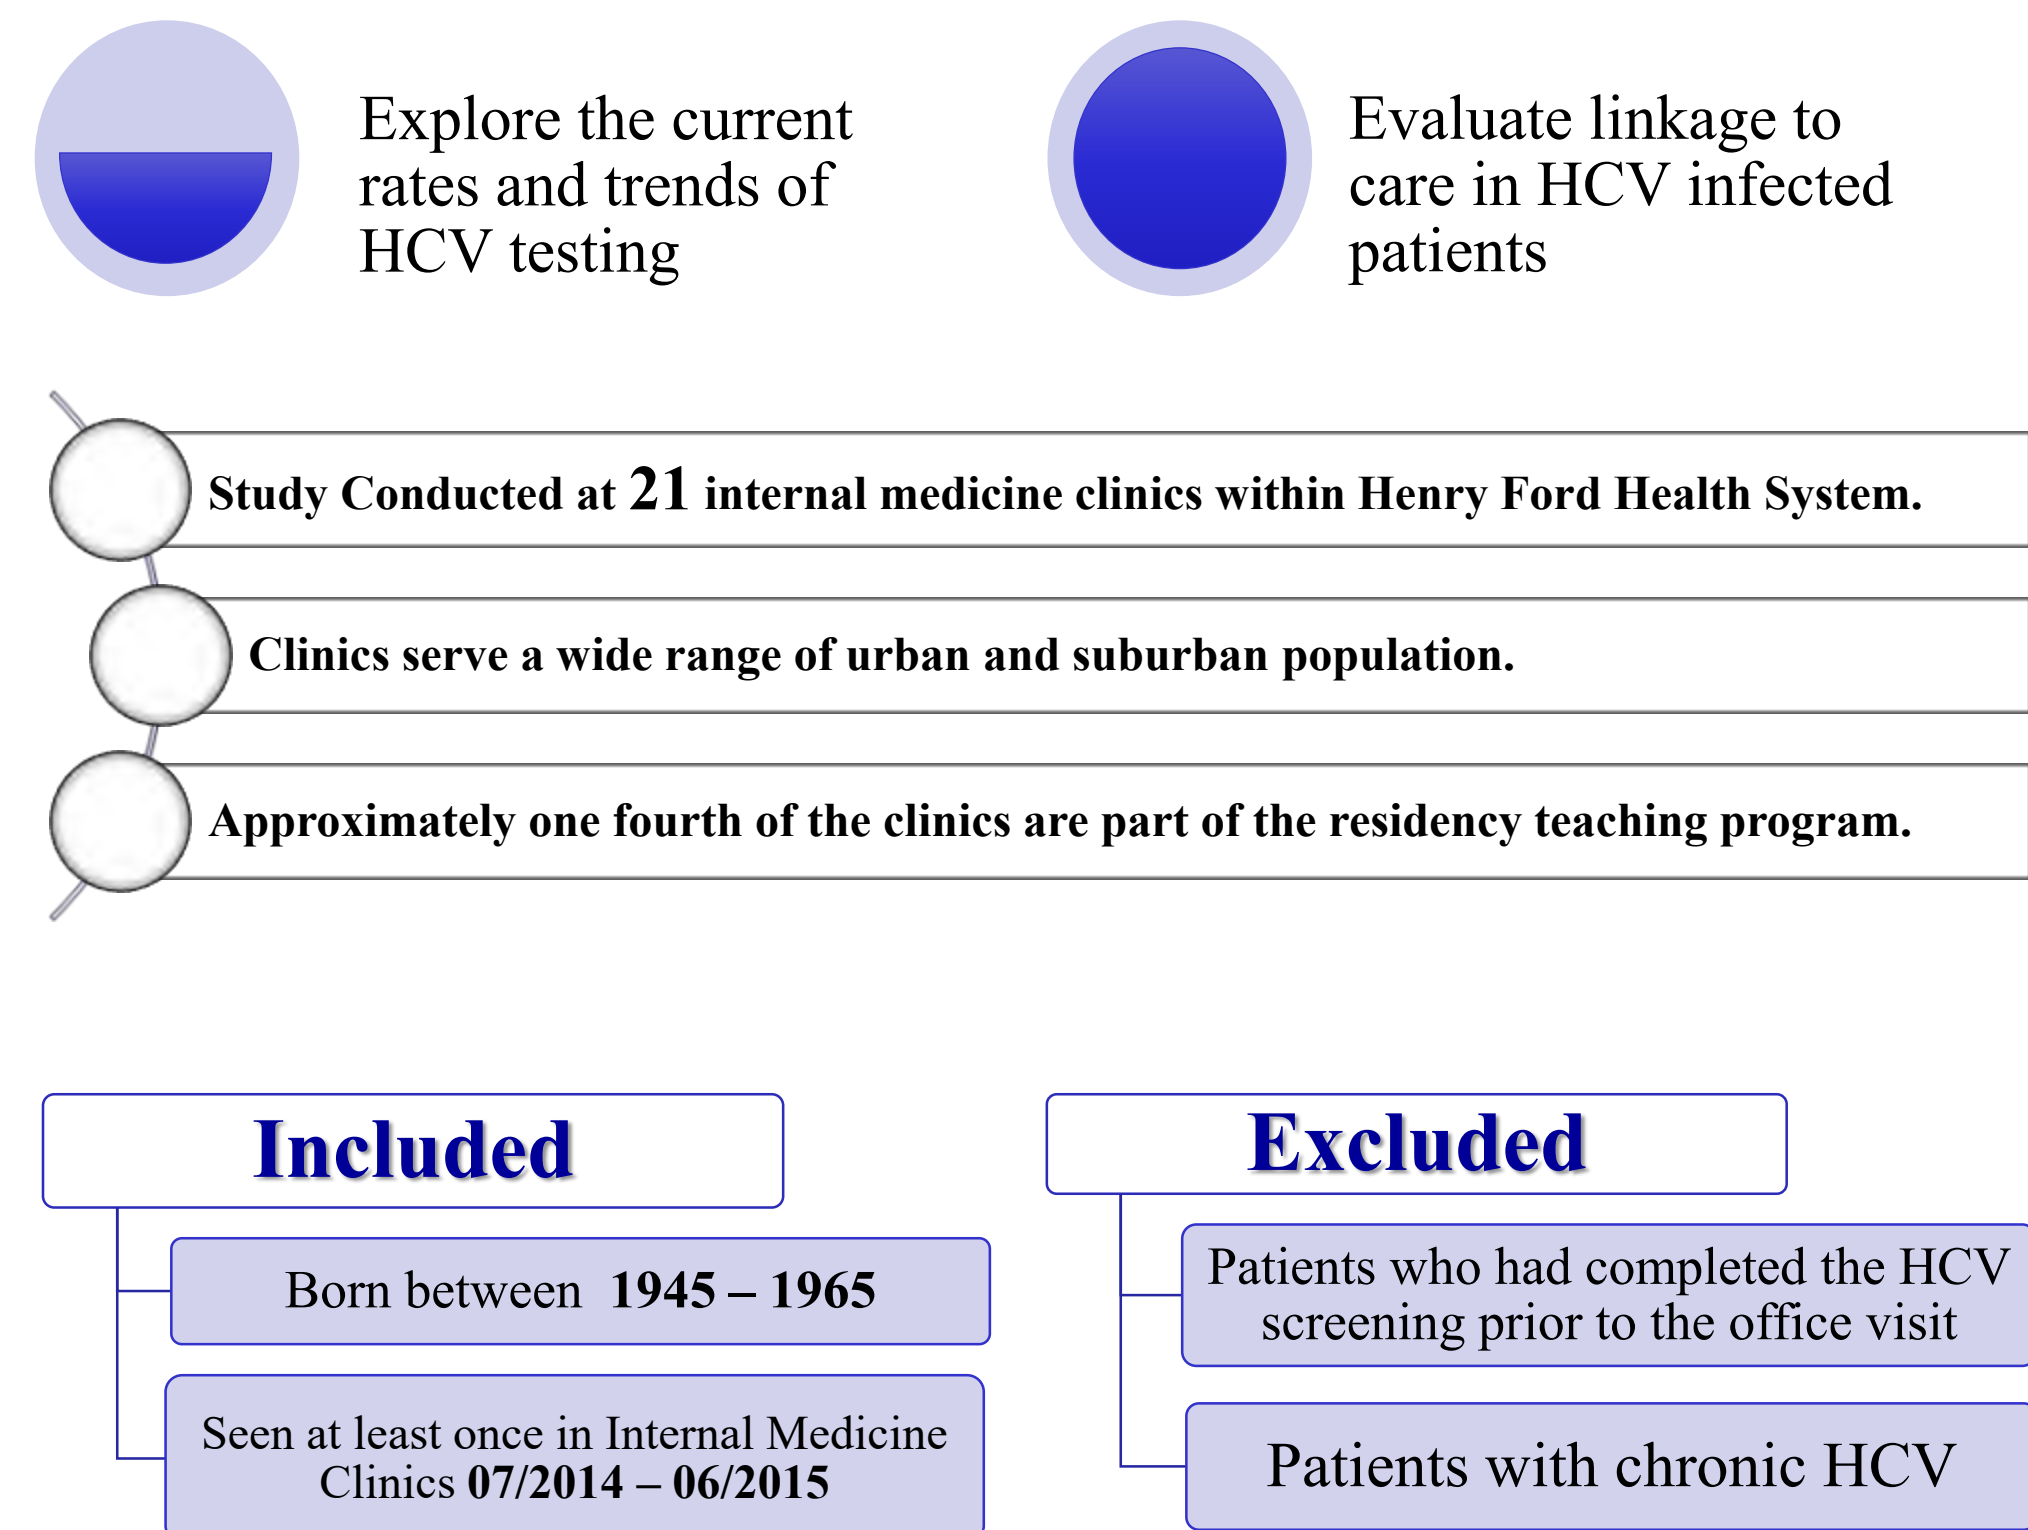 Explore the current
rates and trends of
HCV testing
Evaluate linkage to
care in HCV infected
patients
Study Conducted at 21 internal medicine clinics within Henry Ford Health System.
Clinics serve a wide range of urban and suburban population.
Approximately one fourth of the clinics are part of the residency teaching program.
Included
Born between 1945 – 1965
Seen at least once in Internal Medicine
Clinics 07/2014 – 06/2015
Excluded
Patients who had completed the HCV
screening prior to the office visit
Patients with chronic HCV